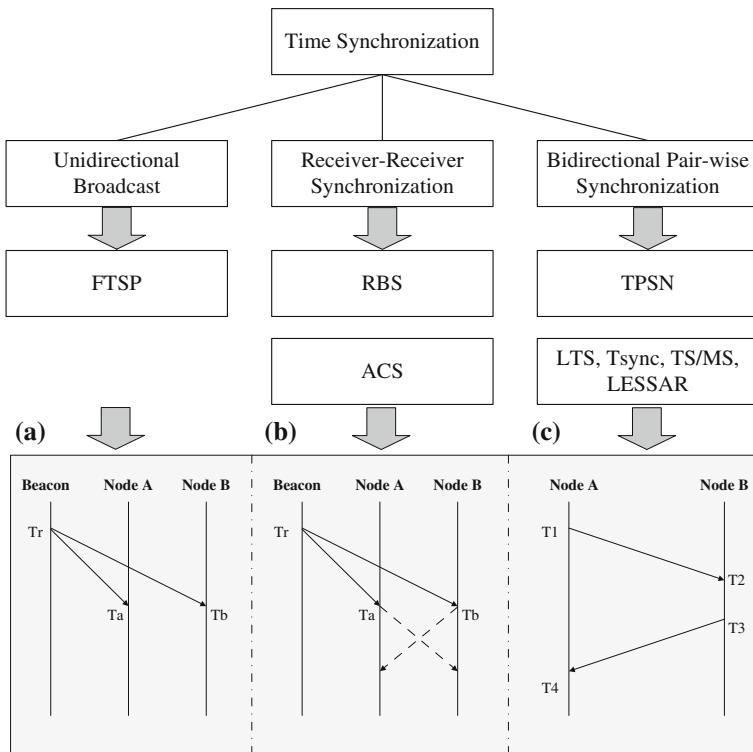 Time Synchronization
Unidirectional
Broadcast
Receiver-Receiver
Synchronization
Bidirectional Pair-wise
Synchronization
FTSP
RBS
TPSN
ACS
LTS, Tsync, TS/MS,
LESSAR
(a)
(b)
(c)
Beacon
Node A
Node B
Tr
Ta
Tb
Beacon
Node A
Node B
Tr
Ta
Tb
Node A
Node B
T1
T2
T3
T4